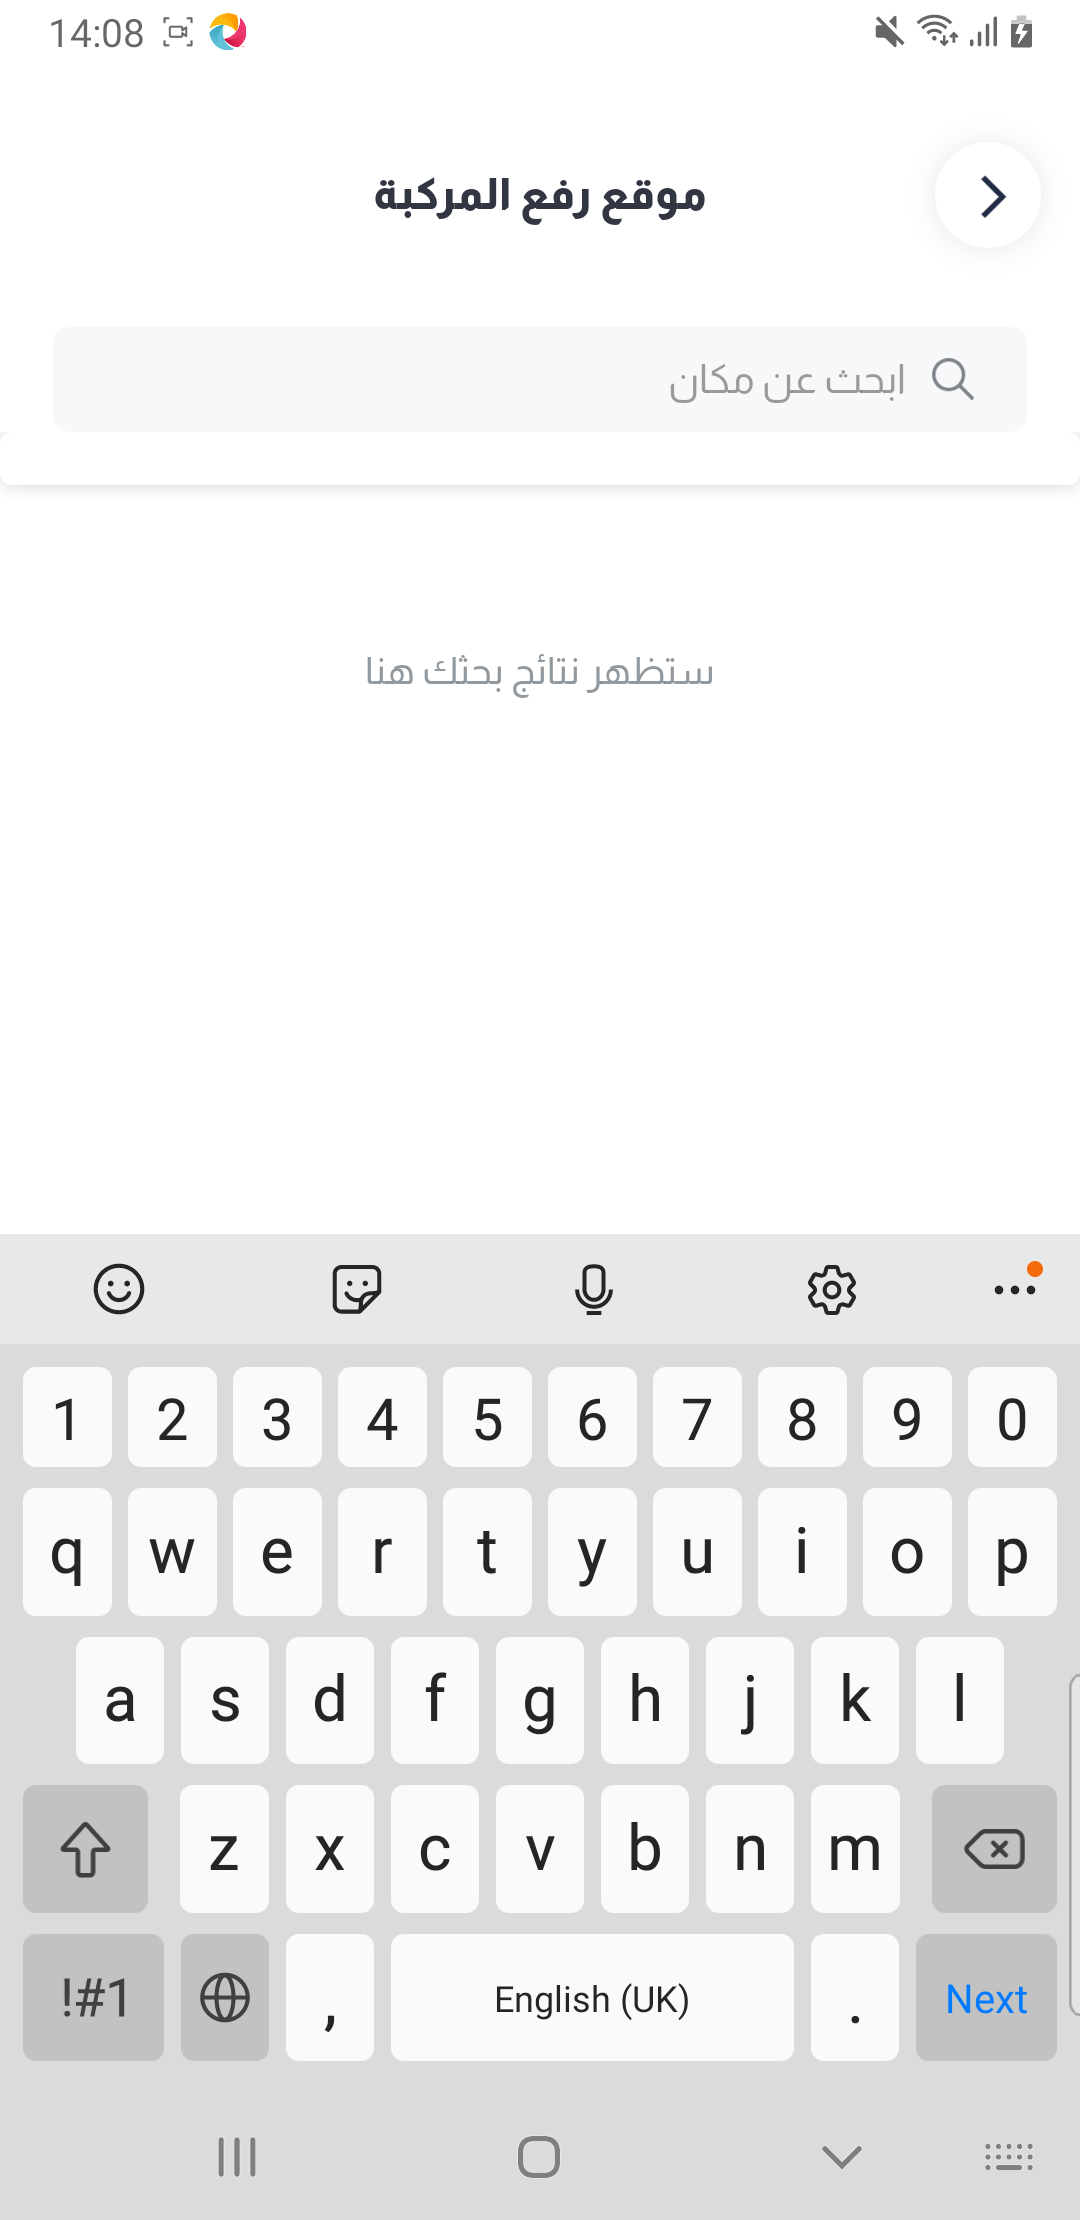 14:08
موقع رفع المركبة
ابحث عن مكان
ستظهر نتائج بحثك هنا
1 2 3 4 5 6 7 8 9 0
q w e r t y u i o p
a s d f g h j k l
z x c v b n m
!#1 , English (UK) . Next